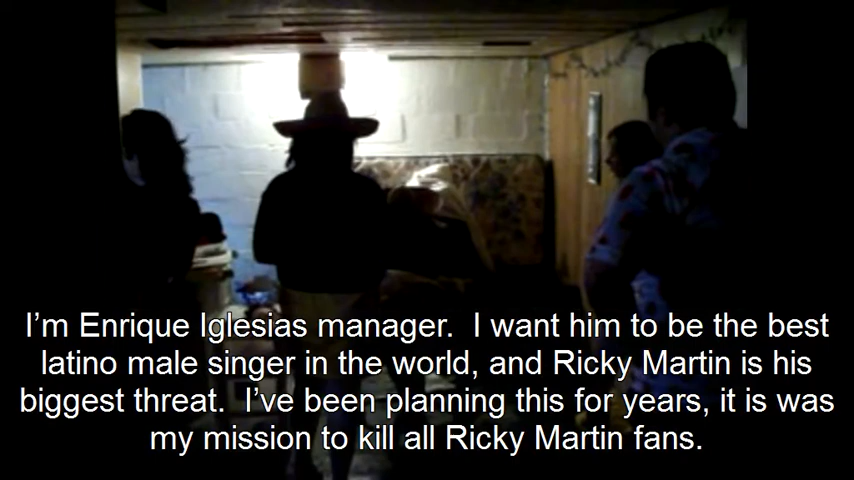 I’m Enrique Iglesias manager.  I want him to be the best
latino male singer in the world, and Ricky Martin is his
biggest threat.  I’ve been planning this for years, it is was
my mission to kill all Ricky Martin fans.